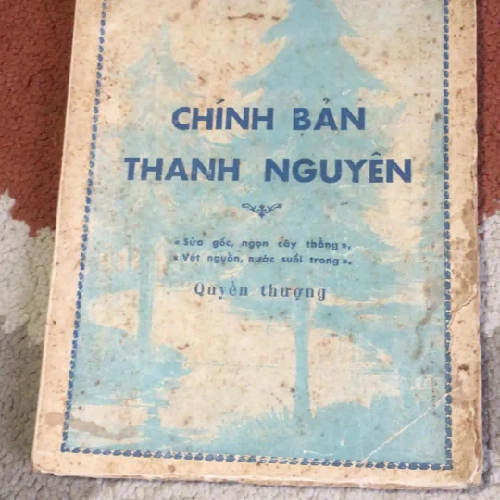 CHÍNH BẢN
THANH NGUYÊN
« Sửa gốc, ngọn cây thẳng »,
« Vét nguồn, nước suối trong ».
Quyển thượng